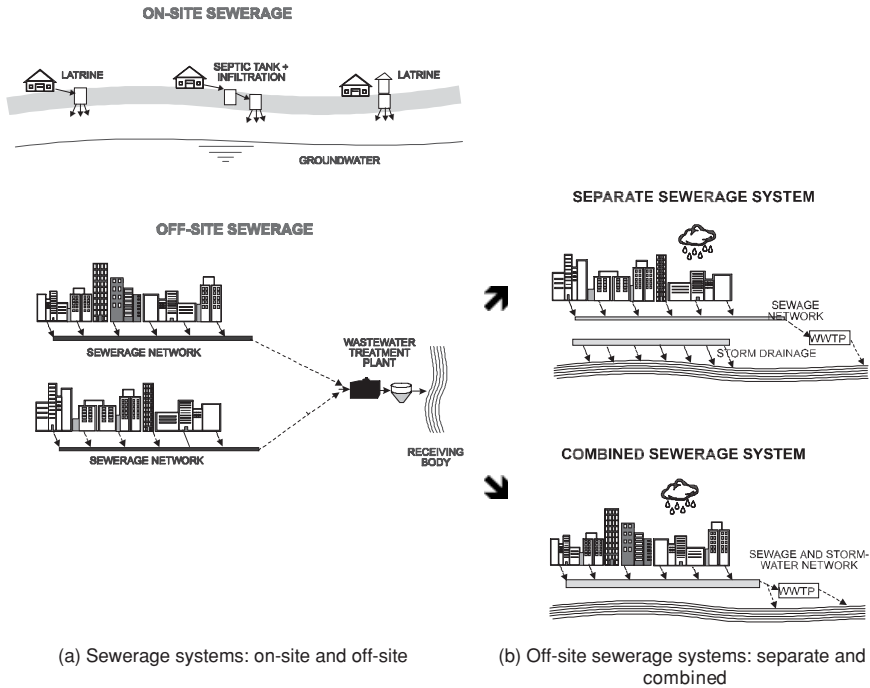 ON-SITE SEWERAGE
LATRINE
SEPTIC TANK +
INFILTRATION
LATRINE
GROUNDWATER
OFF-SITE SEWERAGE
SEWERAGE NETWORK
WASTEWATER
TREATMENT
PLANT
SEWERAGE NETWORK
RECEIVING
BODY
(a) Sewerage systems: on-site and off-site
SEPARATE SEWERAGE SYSTEM
SEWAGE
NETWORK
WWTP
STORM DRAINAGE
COMBINED SEWERAGE SYSTEM
SEWAGE AND STORM-
WATER NETWORK
WWTP
(b) Off-site sewerage systems: separate and
combined